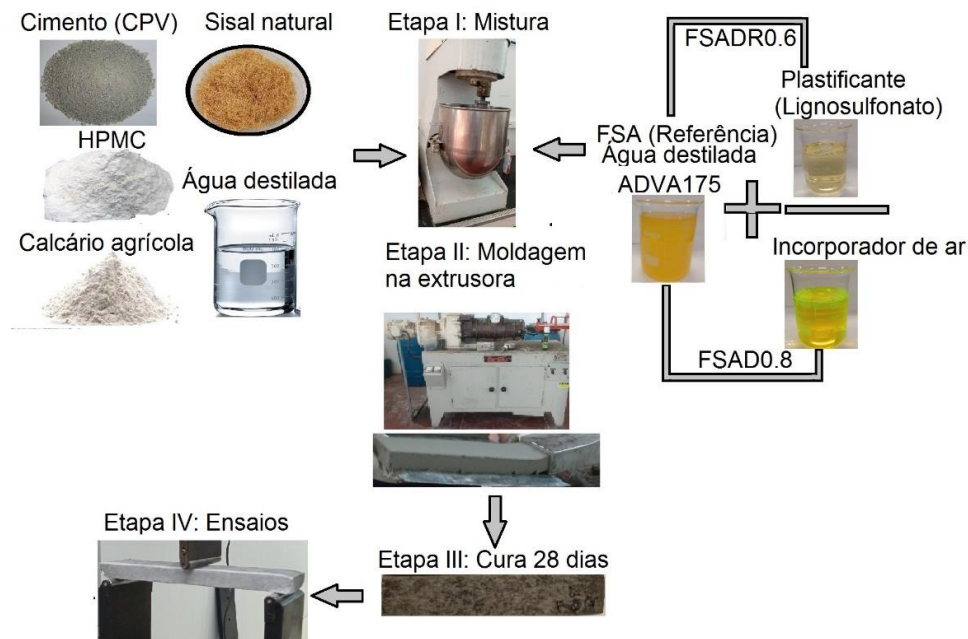 Cimento (CPV)
Sisal natural
HPMC
Água destilada
Calcário agrícola
Etapa I: Mistura
FSADR0.6
Plastificante
(Lignosulfonato)
FSA (Referência)
Água destilada
ADVA175
Incorporador de ar
FSAD0.8
Etapa II: Moldagem
na extrusora
Etapa III: Cura 28 dias
Etapa IV: Ensaios